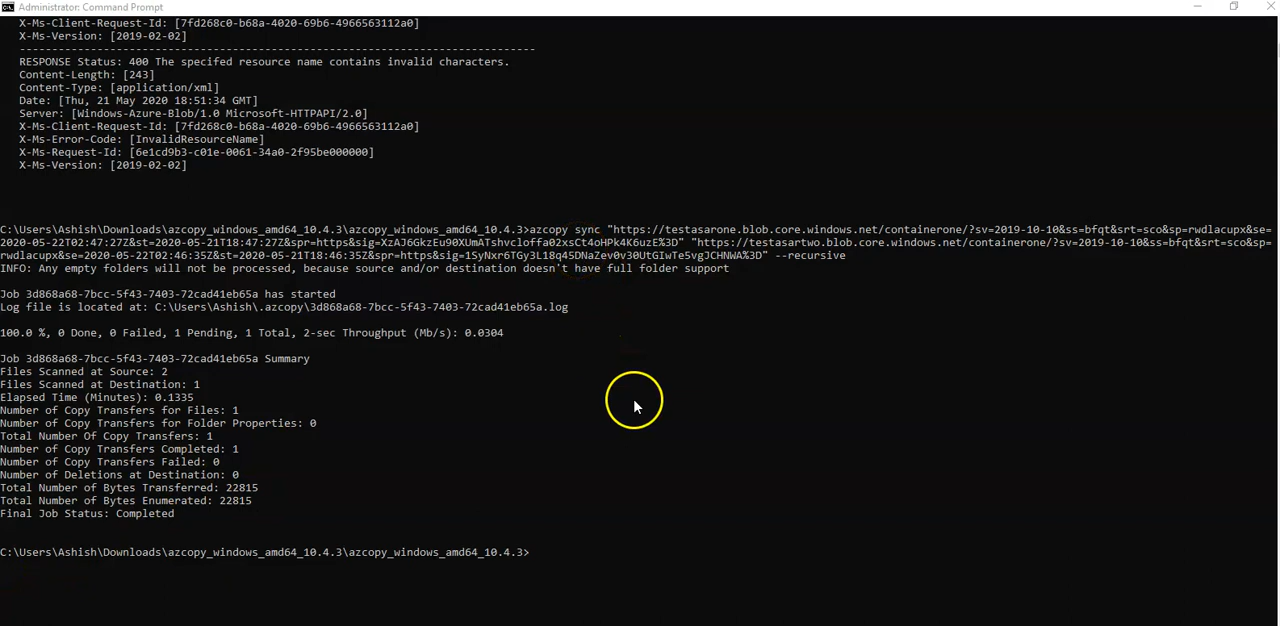 Administrator: Command Prompt
X-Ms-Client-Request-Id: [7fd268c0-b68a-4020-69b6-4966563112a0]
X-Ms-Version: [2019-02-02]
--------------------------------------------------------------------------------
RESPONSE Status: 400 The specifed resource name contains invalid characters.
Content-Length: [243]
Content-Type: [application/xml]
Date: [Thu, 21 May 2020 18:51:34 GMT]
Server: [Windows-Azure-Blob/1.0 Microsoft-HTTPAPI/2.0]
X-Ms-Client-Request-Id: [7fd268c0-b68a-4020-69b6-4966563112a0]
X-Ms-Error-Code: [InvalidResourceName]
X-Ms-Request-Id: [6e1cd9b3-c01e-0061-34a0-2f95be000000]
X-Ms-Version: [2019-02-02]
C:\Users\Ashish\Downloads\azcopy_windows_amd64_10.4.3\azcopy_windows_amd64_10.4.3>azcopy sync "https://testasarone.blob.core.windows.net/containerone/?sv=2019-10-10&ss=bfqt&srt=sco&sp=rwdlacupx&se=
2020-05-22T02:47:27Z&st=2020-05-21T18:47:27Z&spr=https&sig=XzAJ6GkzEu90XUmATshvcloffa02xsCt4oHPk4K6uzE%3D" "https://testasartwo.blob.core.windows.net/containerone/?sv=2019-10-10&ss=bfqt&srt=sco&sp=
rwdlacupx&se=2020-05-22T02:46:35Z&st=2020-05-21T18:46:35Z&spr=https&sig=1SyNxr6TGy3L18q45DNaZev0v30UtGIwTe5vgJCHNWA%3D" --recursive
INFO: Any empty folders will not be processed, because source and/or destination doesn't have full folder support
Job 3d868a68-7bcc-5f43-7403-72cad41eb65a has started
Log file is located at: C:\Users\Ashish\.azcopy\3d868a68-7bcc-5f43-7403-72cad41eb65a.log
100.0 %, 0 Done, 0 Failed, 1 Pending, 1 Total, 2-sec Throughput (Mb/s): 0.0304
Job 3d868a68-7bcc-5f43-7403-72cad41eb65a Summary
Files Scanned at Source: 2
Files Scanned at Destination: 1
Elapsed Time (Minutes): 0.1335
Number of Copy Transfers for Files: 1
Number of Copy Transfers for Folder Properties: 0
Total Number Of Copy Transfers: 1
Number of Copy Transfers Completed: 1
Number of Copy Transfers Failed: 0
Number of Deletions at Destination: 0
Total Number of Bytes Transferred: 22815
Total Number of Bytes Enumerated: 22815
Final Job Status: Completed
C:\Users\Ashish\Downloads\azcopy_windows_amd64_10.4.3\azcopy_windows_amd64_10.4.3>